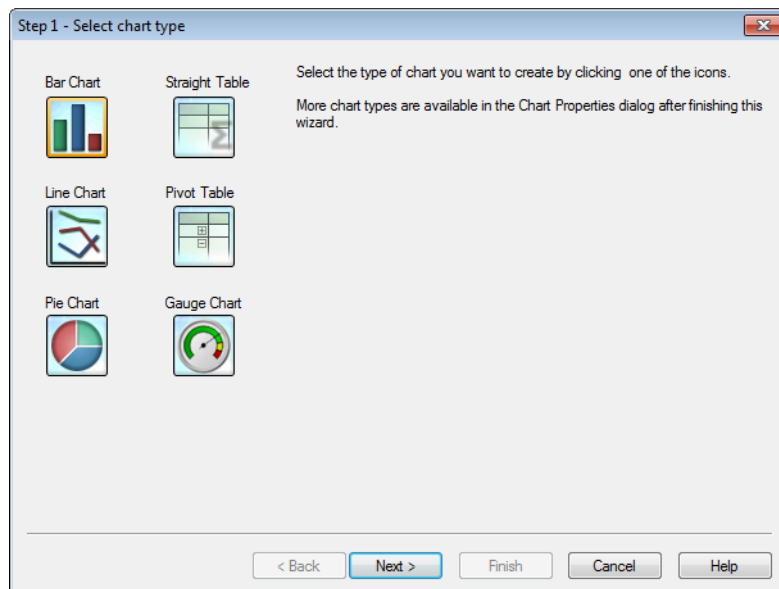 Step 1 - Select chart type
Bar Chart
Straight Table
Select the type of chart you want to create by clicking one of the icons.
More chart types are available in the Chart Properties dialog after finishing this
wizard.
Line Chart
Pivot Table
Pie Chart
Gauge Chart
< Back
Next >
Finish
Cancel
Help